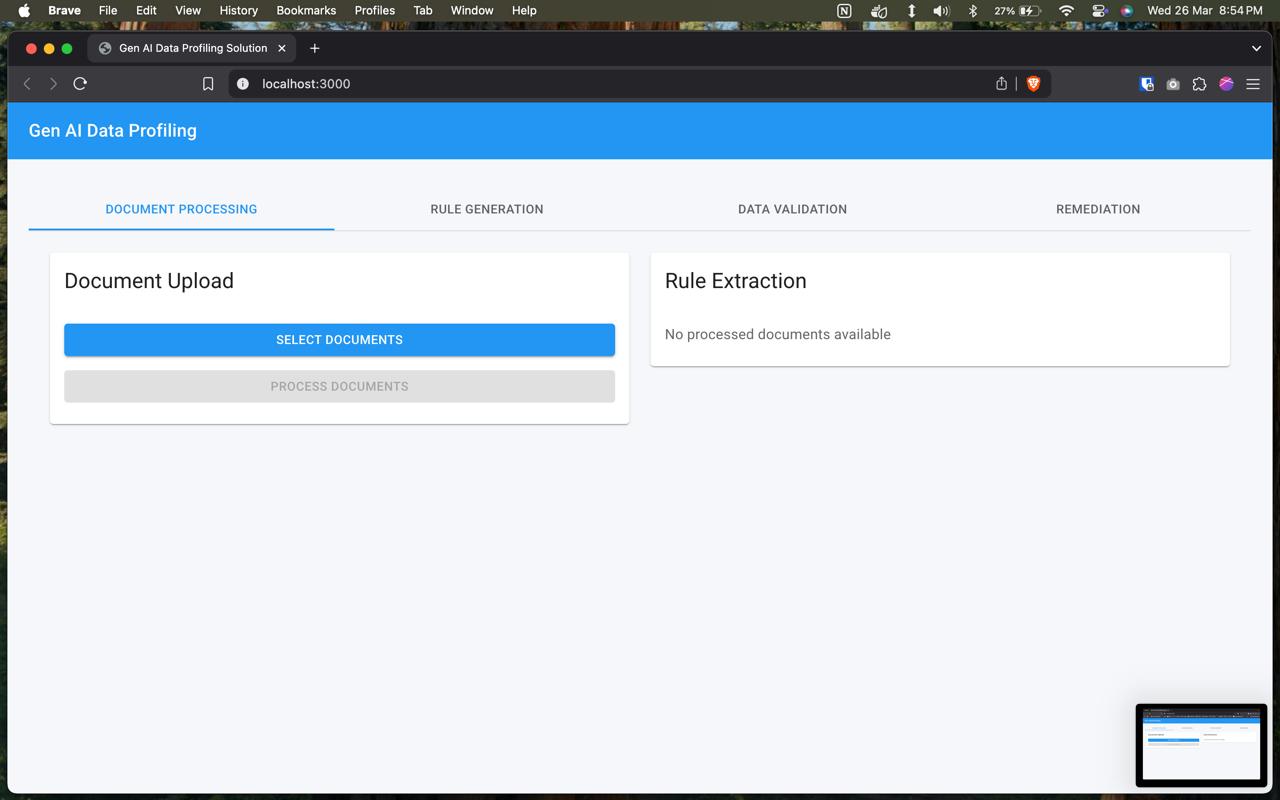 Brave File Edit View History Bookmarks Profiles Tab Window Help N 27% Wed 26 Mar 8:54 PM
Gen AI Data Profiling Solution
localhost:3000
Gen AI Data Profiling
DOCUMENT PROCESSING RULE GENERATION DATA VALIDATION REMEDIATION
Document Upload
SELECT DOCUMENTS
PROCESS DOCUMENTS
Rule Extraction
No processed documents available